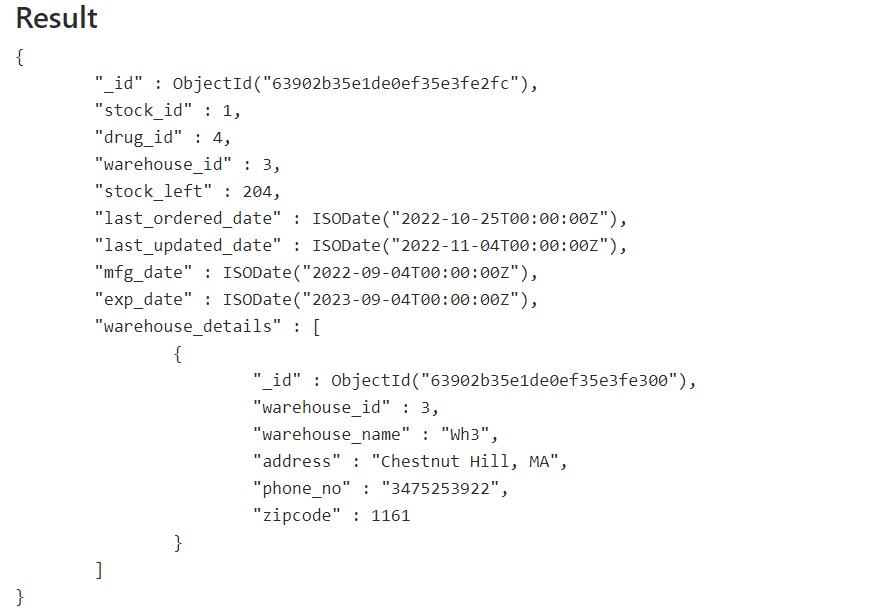 Result
{
"_id" : ObjectId("63902b35e1de0ef35e3fe2fc"),
"stock_id" : 1,
"drug_id" : 4,
"warehouse_id" : 3,
"stock_left" : 204,
"last_ordered_date" : ISODate("2022-10-25T00:00:00Z"),
"last_updated_date" : ISODate("2022-11-04T00:00:00Z"),
"mfg_date" : ISODate("2022-09-04T00:00:00Z"),
"exp_date" : ISODate("2023-09-04T00:00:00Z"),
"warehouse_details" : [
{
"_id" : ObjectId("63902b35e1de0ef35e3fe300"),
"warehouse_id" : 3,
"warehouse_name" : "Wh3",
"address" : "Chestnut Hill, MA",
"phone_no" : "3475253922",
"zipcode" : 1161
}
]
}